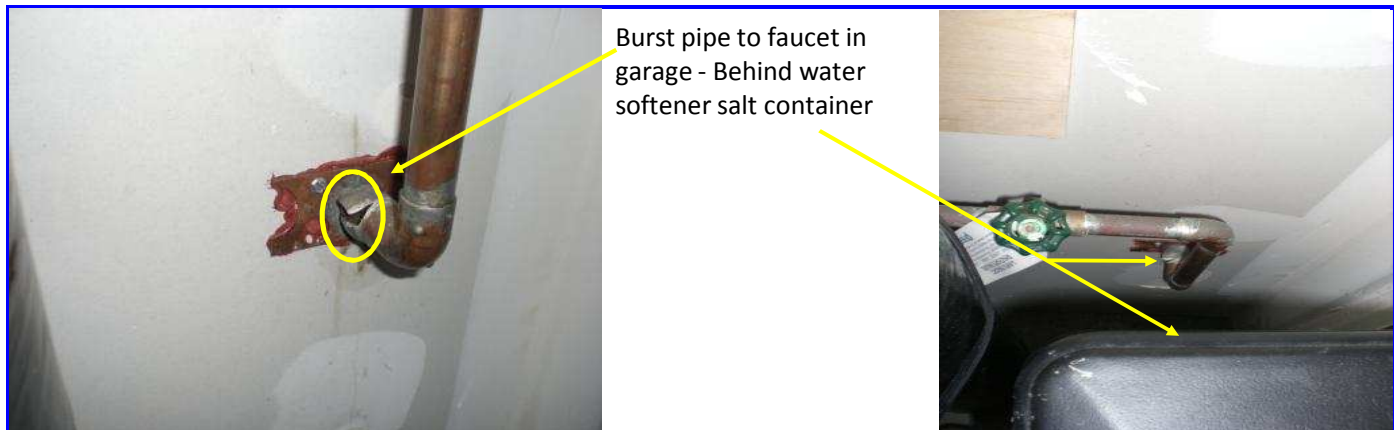 Burst pipe to faucet in
garage - Behind water
softener salt container